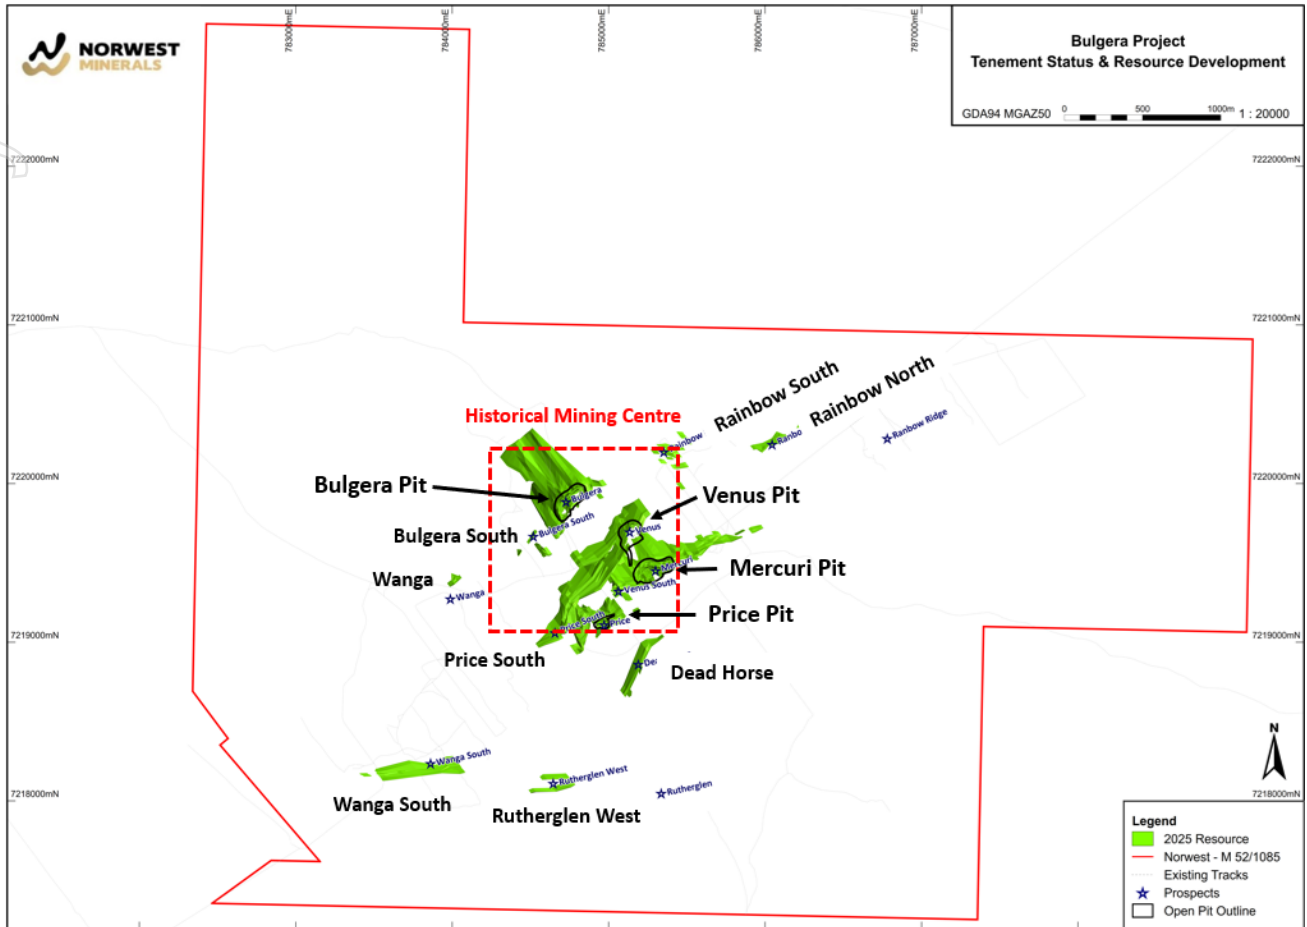 NORWEST
MINERALS
783000mE
784000mE
785000mE
786000mE
787000mE
Bulgera Project
Tenement Status & Resource Development
GDA94 MGAZ50
0 500 1000m
1 : 20000
7222000mN
7222000mN
7221000mN
7221000mN
Rainbow South
Rainbow North
Historical Mining Centre
Rainbow
Ranbo
Ranbow Ridge
7220000mN
7220000mN
Bulgera Pit
Bulgera
Venus Pit
Bulgera South
Bulgera South
Venus
Wanga
Mercuri
Mercuri Pit
Wanga
Venus South
Price Pit
Price South
Price
7219000mN
7219000mN
Price South
De
Dead Horse
Wanga South
Rutherglen West
Rutherglen
Wanga South
Rutherglen West
7218000mN
7218000mN
N
Legend
2025 Resource
Norwest - M 52/1085
Existing Tracks
Prospects
Open Pit Outline